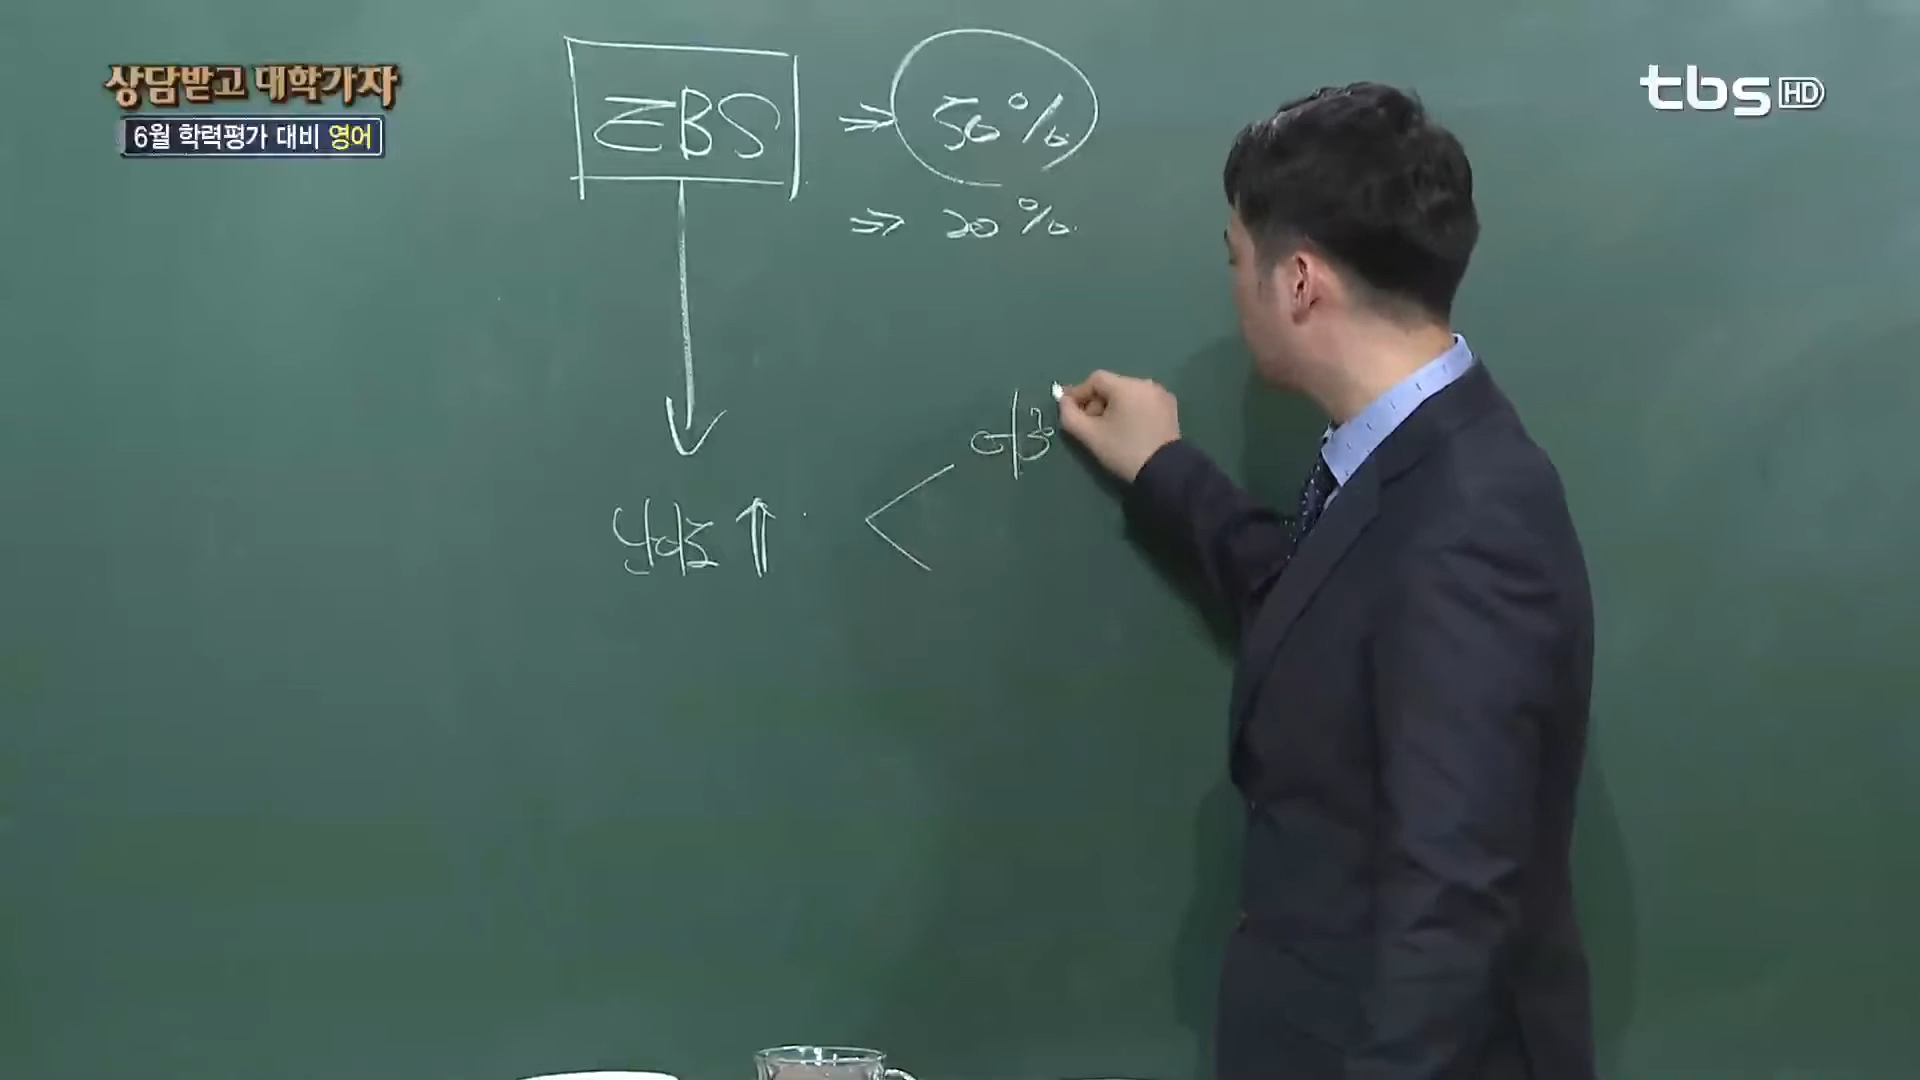 상담받고 대학가자
6월 학력평가 대비 영어
tbs HD
EBS ⇒ 50%
⇒ 20%
↓
난이도 ↑ <